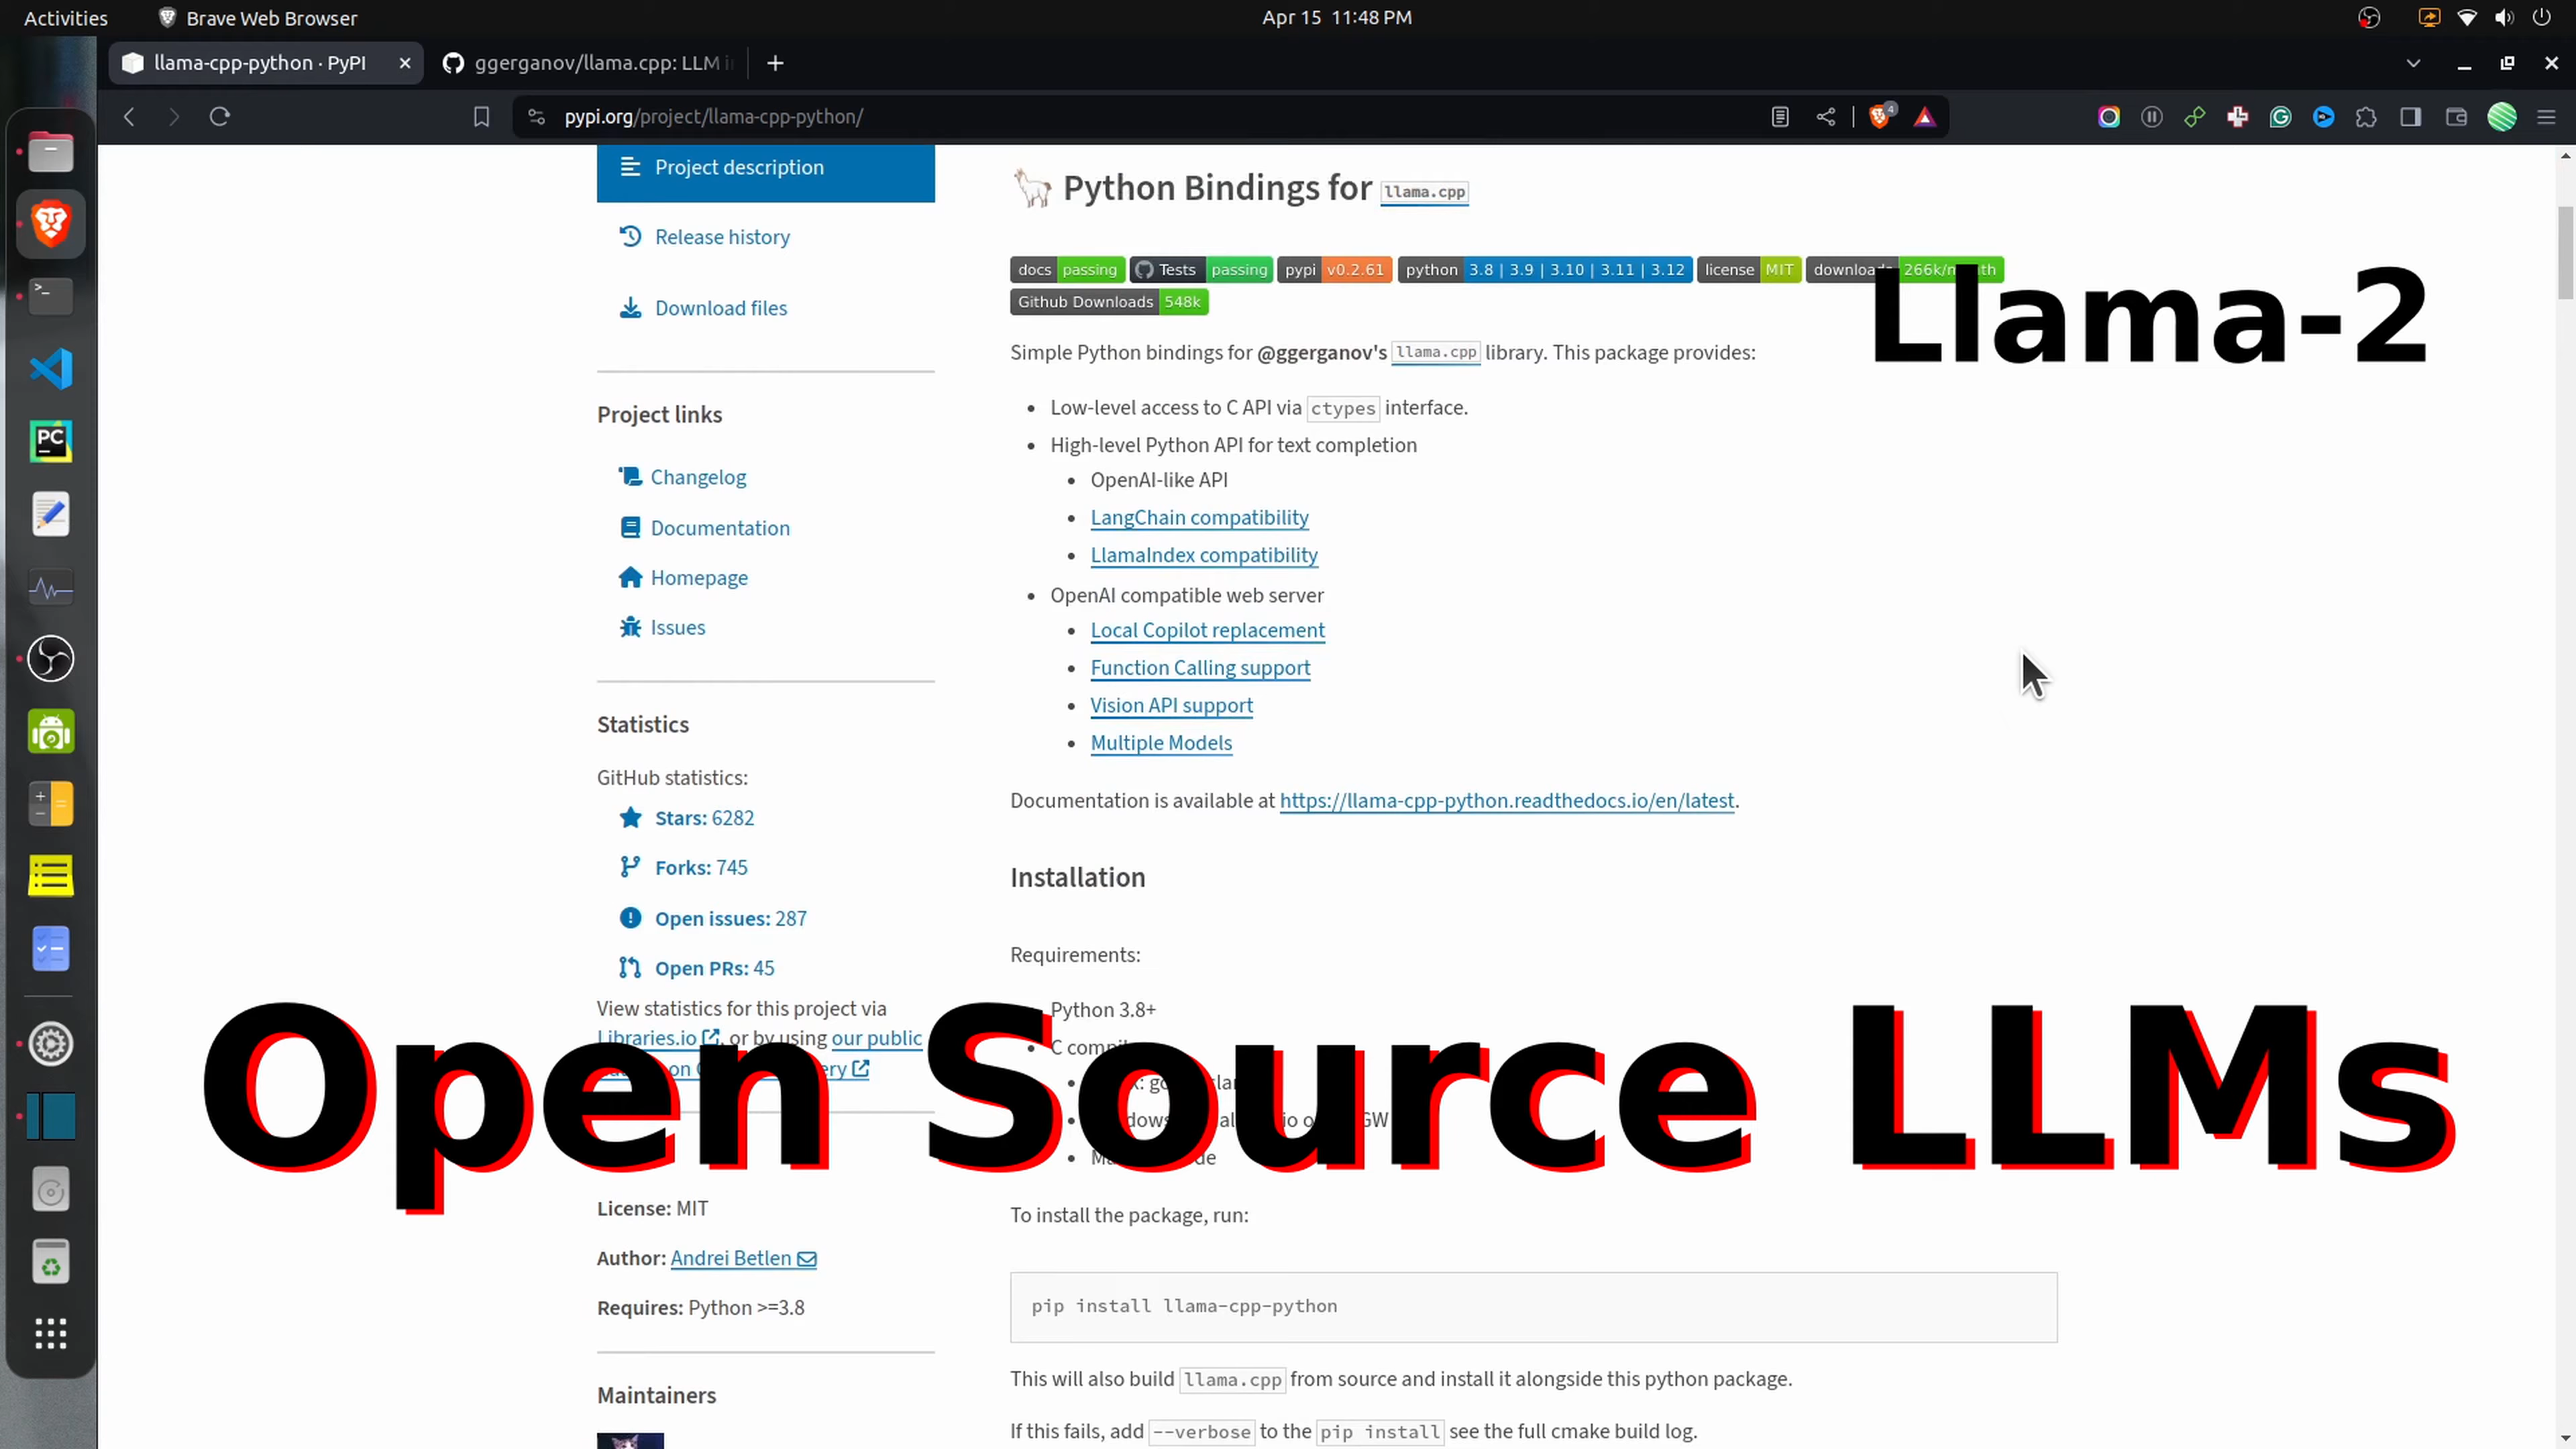 Activities
Brave Web Browser
Apr 15 11:48 PM
llama-cpp-python · PyPI
ggerganov/llama.cpp: LLM i
pypi.org/project/llama-cpp-python/
4
Project description
Release history
Download files
Project links
Changelog
Documentation
Homepage
Issues
Statistics
GitHub statistics:
Stars: 6282
Forks: 745
Open issues: 287
Open PRs: 45
View statistics for this project via
Libraries.io, or by using our public
License: MIT
Author: Andrei Betlen
Requires: Python >=3.8
Maintainers
Python Bindings for llama.cpp
docs passing Tests passing pypi v0.2.61 python 3.8 | 3.9 | 3.10 | 3.11 | 3.12 license MIT downloads 266k/month
Github Downloads 548k
Llama-2
Simple Python bindings for @ggerganov's llama.cpp library. This package provides:
Low-level access to C API via ctypes interface.
High-level Python API for text completion
OpenAI-like API
LangChain compatibility
LlamaIndex compatibility
OpenAI compatible web server
Local Copilot replacement
Function Calling support
Vision API support
Multiple Models
Documentation is available at https://llama-cpp-python.readthedocs.io/en/latest.
Installation
Requirements:
Python 3.8+
Open Source LLMs
To install the package, run:
pip install llama-cpp-python
This will also build llama.cpp from source and install it alongside this python package.
If this fails, add --verbose to the pip install see the full cmake build log.
PC